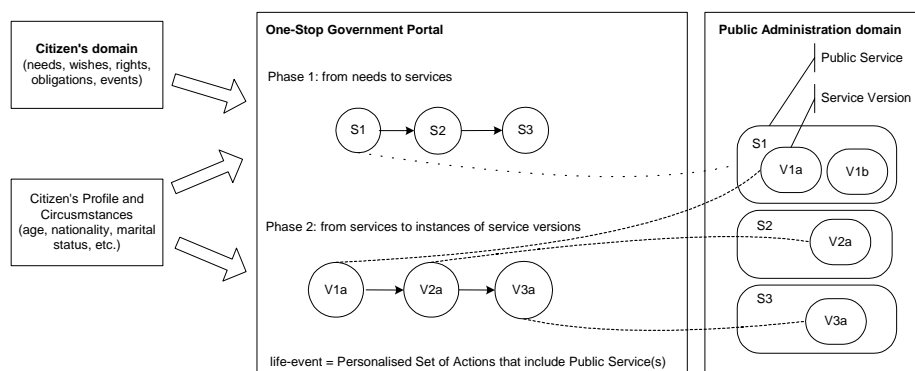 Citizen's domain
(needs, wishes, rights,
obligations, events)
Citizen's Profile and
Circusmstances
(age, nationality, marital
status, etc.)
One-Stop Government Portal
Phase 1: from needs to services
S1
S2
S3
Phase 2: from services to instances of service versions
V1a
V2a
V3a
life-event = Personalised Set of Actions that include Public Service(s)
Public Administration domain
Public Service
Service Version
S1
V1a
V1b
S2
V2a
S3
V3a